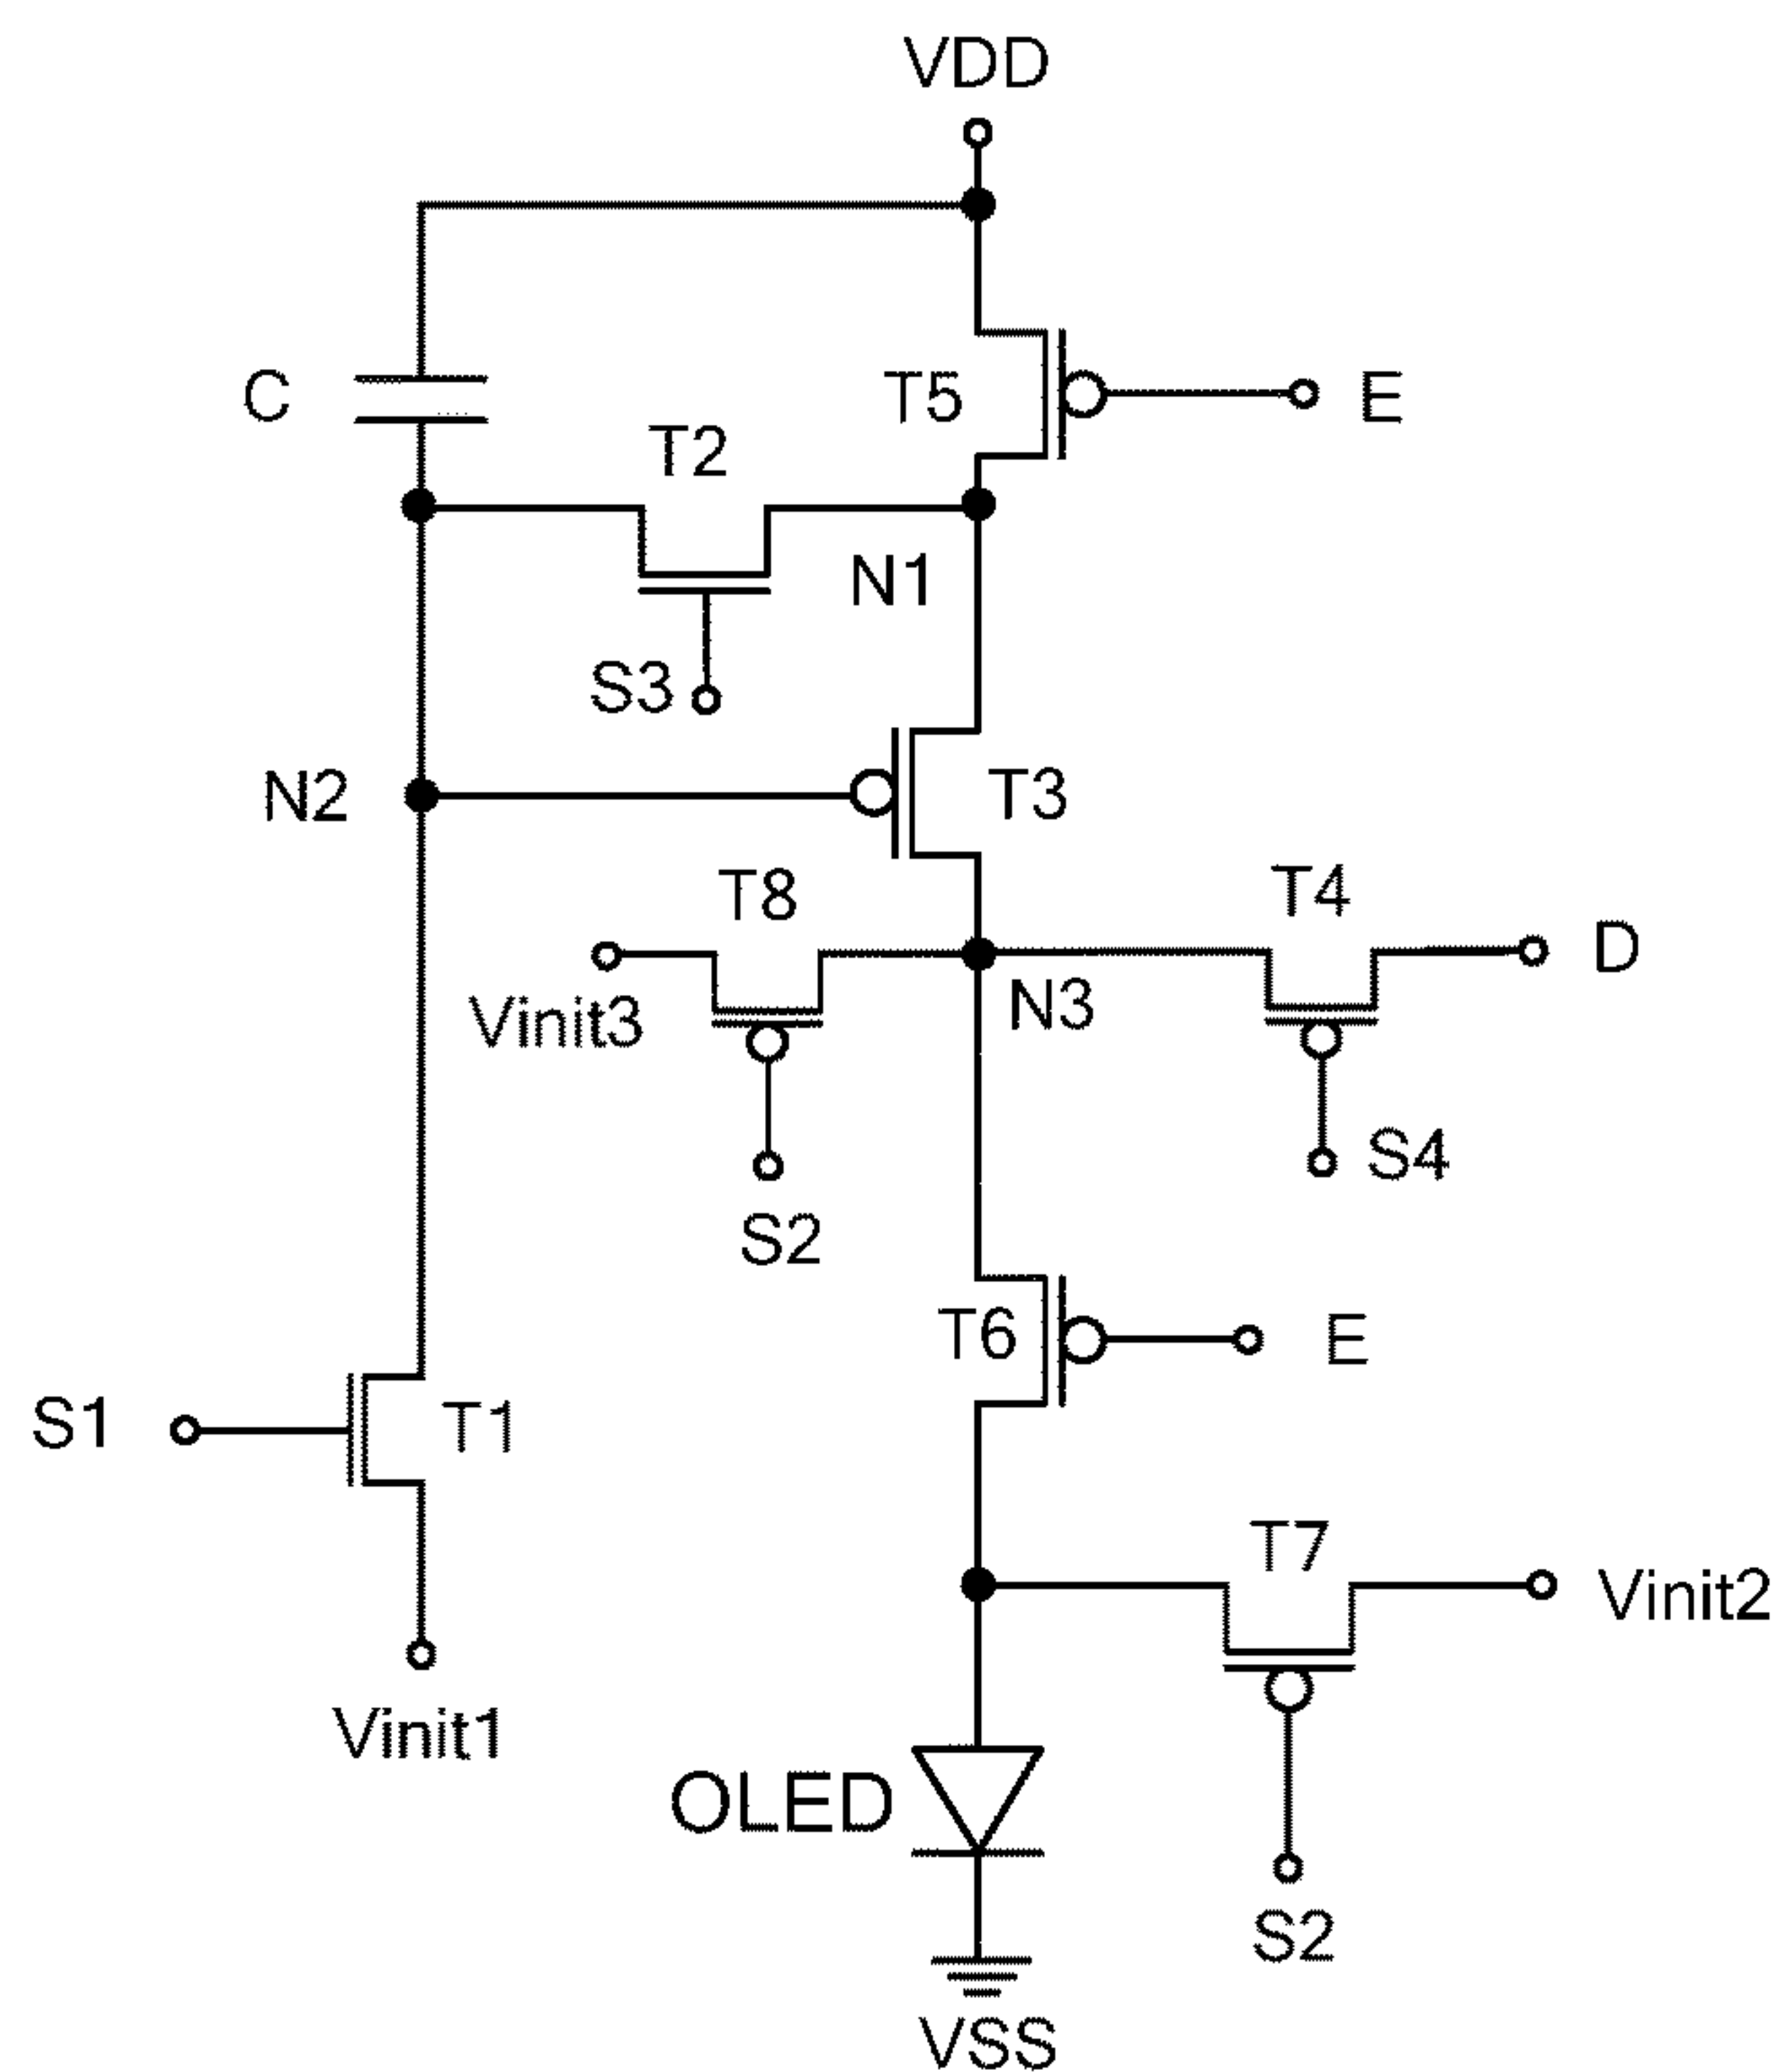 VDD
C
T5
E
T2
N1
S3
N2
T3
T8
T4
D
Vinit3
N3
S4
S2
T6
E
S1
T1
T7
Vinit2
Vinit1
OLED
S2
VSS